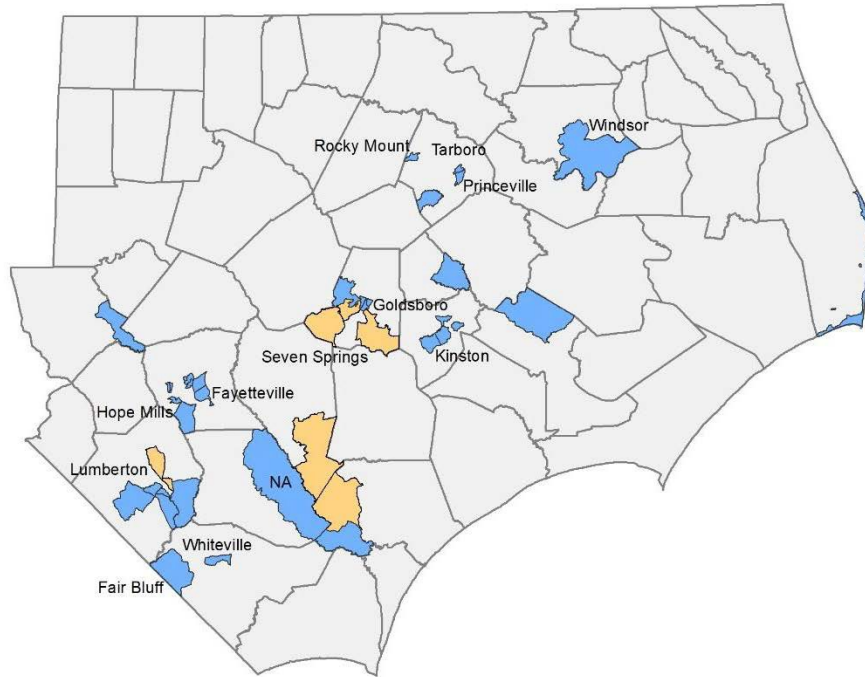 Windsor
Rocky Mount
Tarboro
Princeville
Goldsboro
Seven Springs
Kinston
Fayetteville
Hope Mills
Lumberton
NA
Whiteville
Fair Bluff